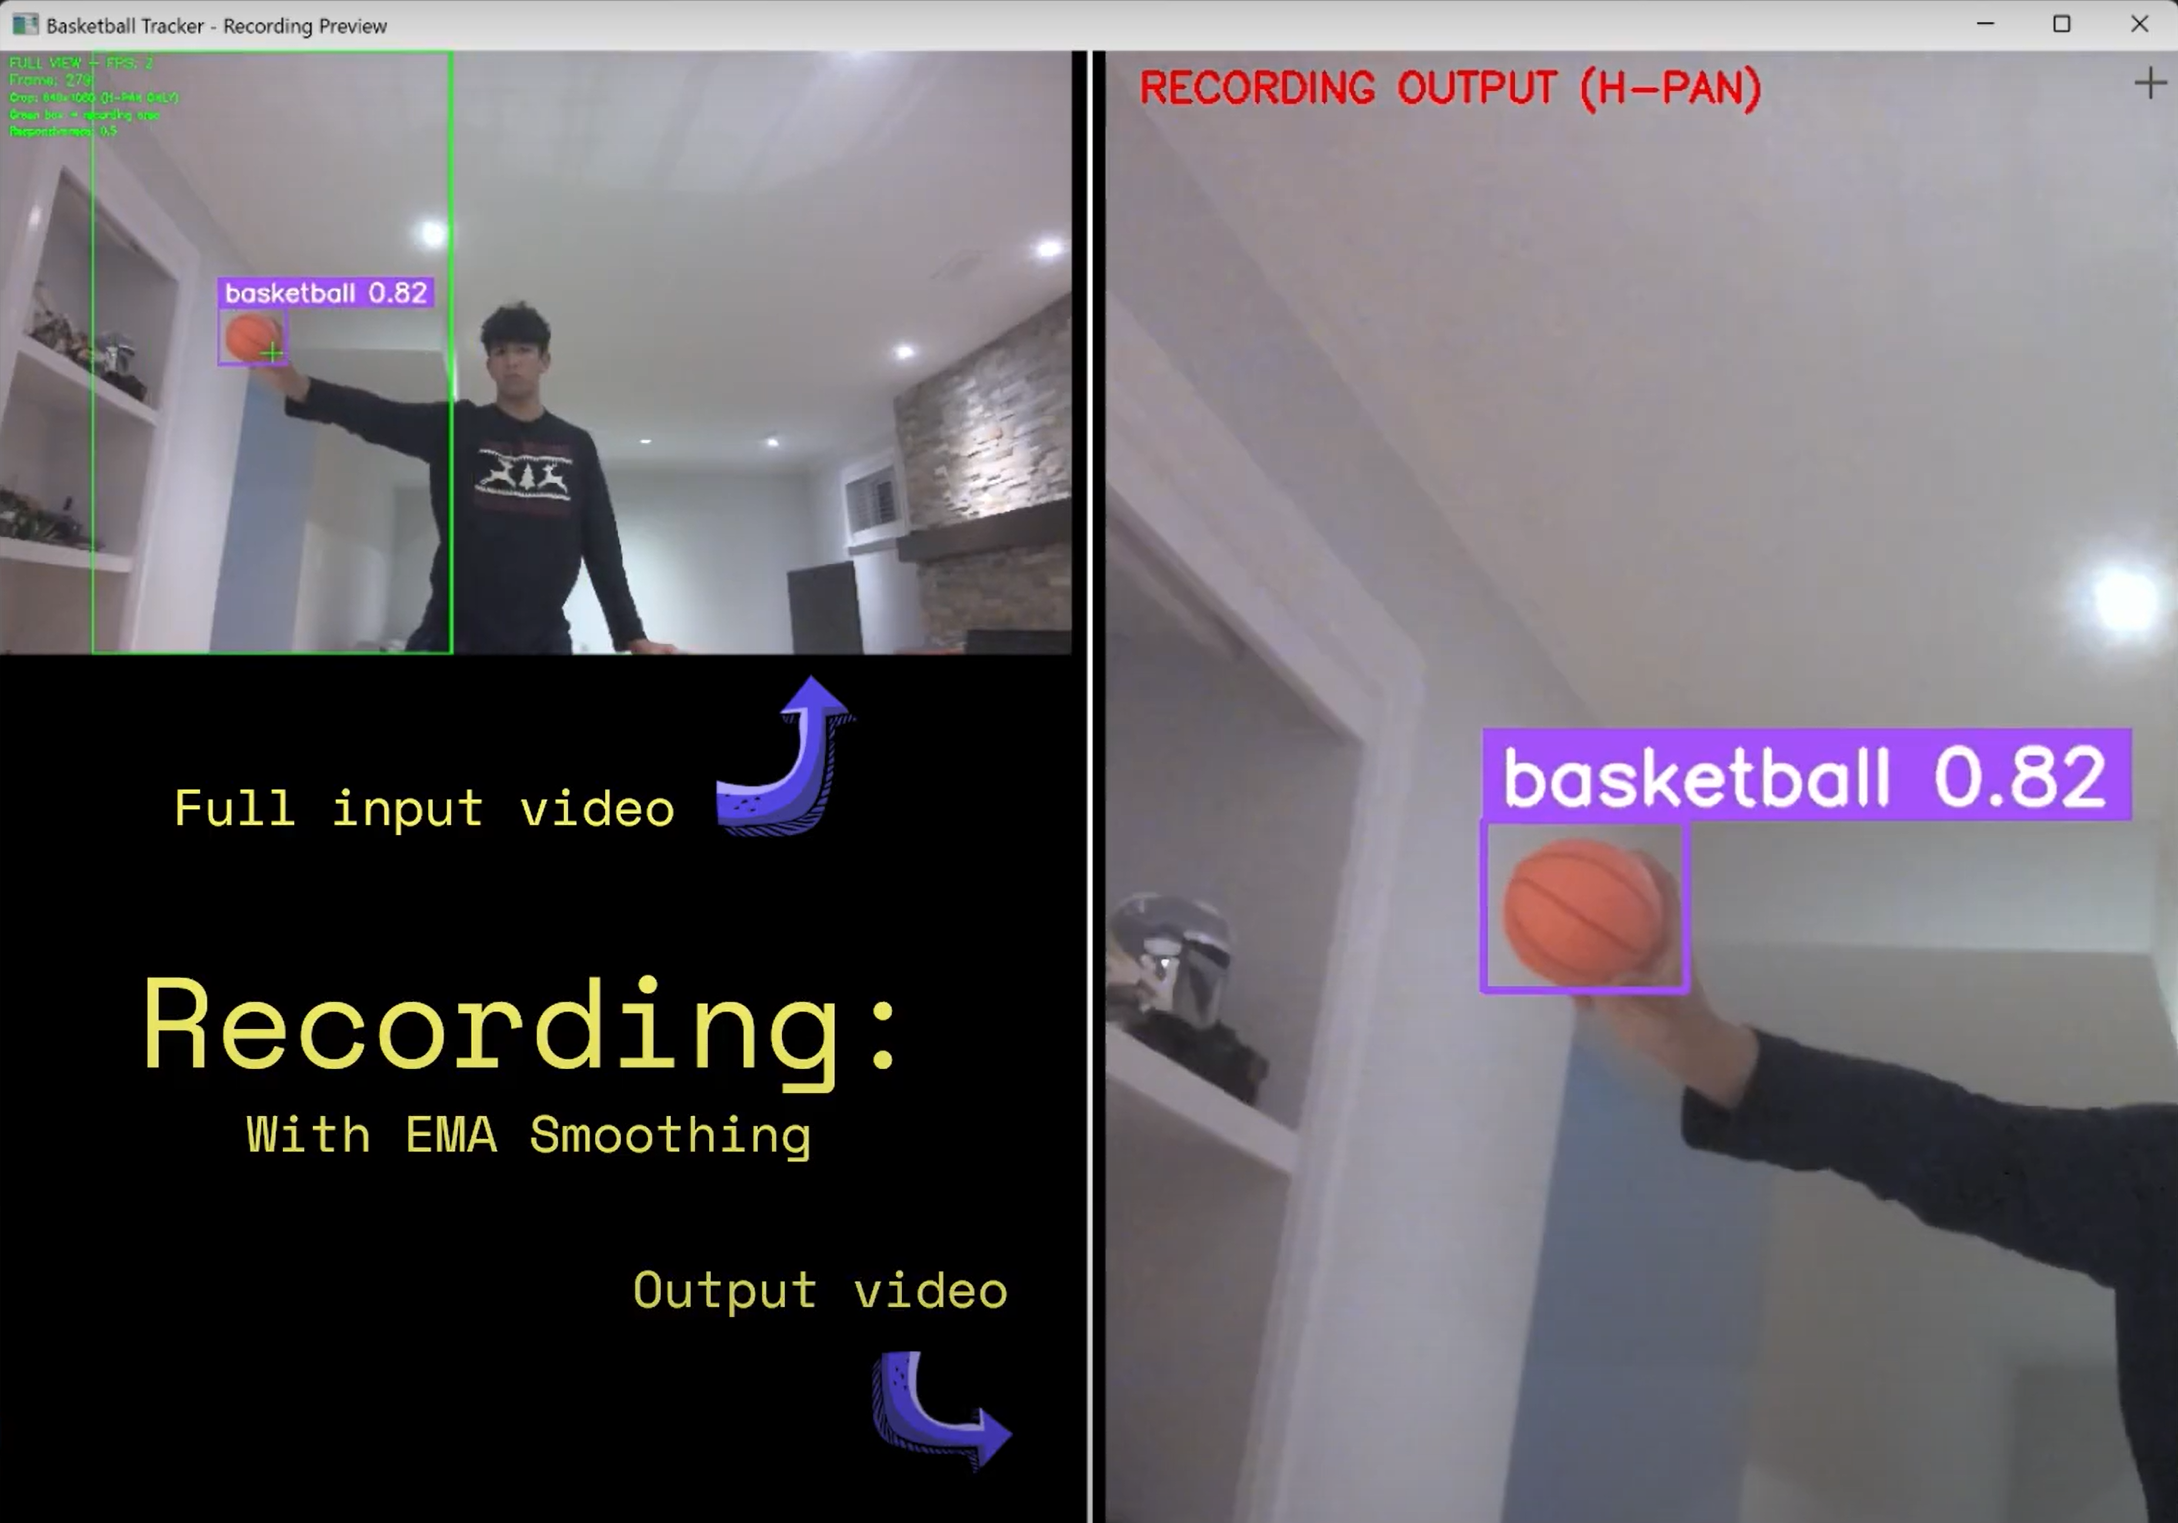 Basketball Tracker - Recording Preview
FULL VIEW - FPS: 2
Frame: 279
Crop: 640x1080 (H-PAN ONLY)
Green box = recording area
Responsiveness: 0.5
basketball 0.82
Full input video
Recording:
With EMA Smoothing
Output video
RECORDING OUTPUT (H-PAN)
basketball 0.82